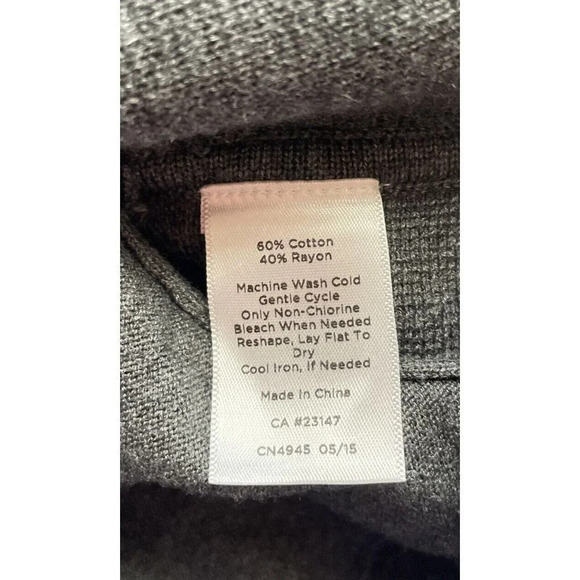 60% Cotton
40% Rayon
Machine Wash Cold
Gentle Cycle
Only Non-Chlorine
Bleach When Needed
Reshape, Lay Flat To
Dry
Cool Iron, If Needed
Made in China
CA #23147
CN4945 05/15